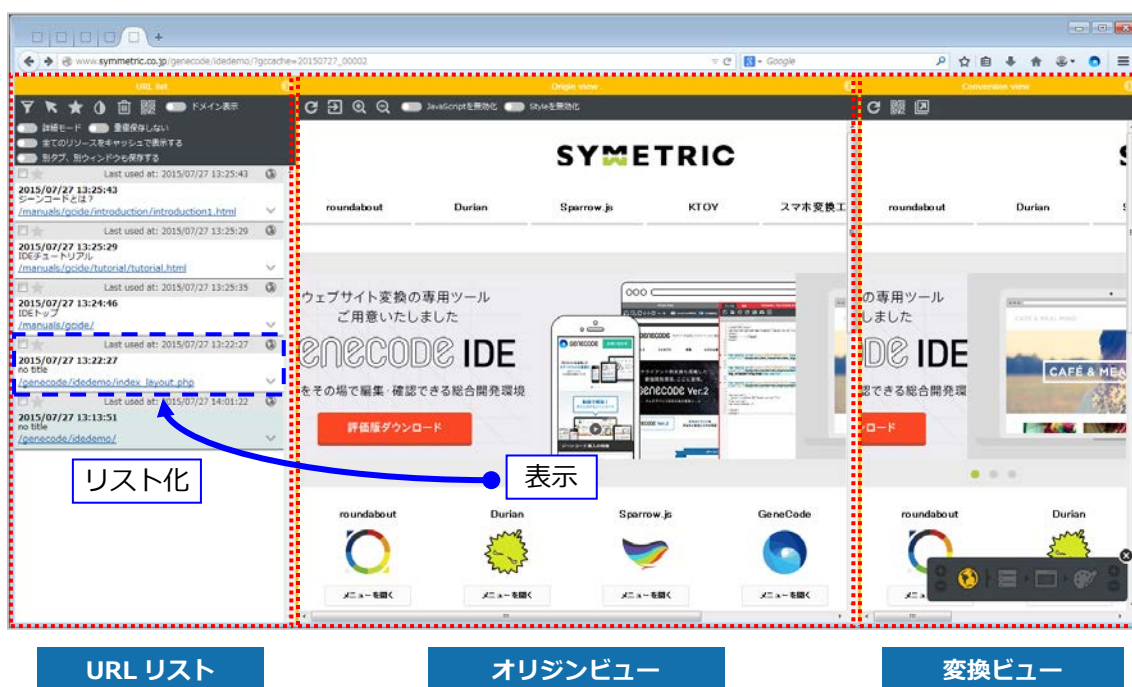 www.symmetric.co.jp/genecode/idedemo/?gccache=20150727_00002
Google
URL list
Origin view
Conversion view
ドメイン表示
JavaScriptを無効化
Styleを無効化
詳細モード
重複保存しない
全てのリソースをキャッシュで表示する
別タブ、別ウィンドウも保存する
Last used at: 2015/07/27 13:25:43
2015/07/27 13:25:43
ジーンコードとは?
/manuals/gcide/introduction/introduction1.html
Last used at: 2015/07/27 13:25:29
2015/07/27 13:25:29
IDEチュートリアル
/manuals/gcide/tutorial/tutorial.html
Last used at: 2015/07/27 13:25:35
2015/07/27 13:24:46
IDEトップ
/manuals/gcide/
Last used at: 2015/07/27 13:22:27
2015/07/27 13:22:27
no title
/genecode/idedemo/index_layout.php
Last used at: 2015/07/27 14:01:22
2015/07/27 13:13:51
no title
/genecode/idedemo/
リスト化
表示
SYMETRIC
roundabout
Durian
Sparrow.js
KTOY
スマホ変換工
ウェブサイト変換の専用ツール
ご用意いたしました
GENECODE IDE
をその場で編集・確認できる総合開発環境
評価版ダウンロード
GENECODE
GENECODE Ver.2
roundabout
Durian
Sparrow.js
GeneCode
メニューを開く
メニューを開く
メニューを開く
メニューを開く
S
roundabout
Durian
の専用ツール
しました
DE IDE
できる総合開発環
ロード
CAFE & MEAL MINO
CAFÉ & MEA
roundabout
Durian
URL リスト
オリジンビュー
変換ビュー